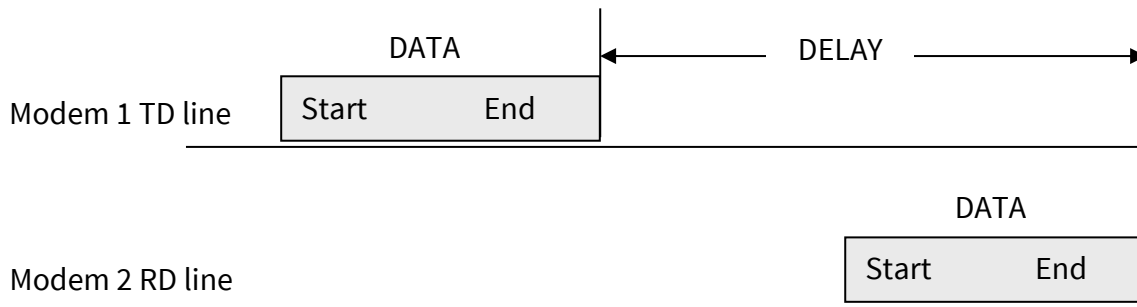 DATA
DELAY
Modem 1 TD line
Start
End
DATA
Modem 2 RD line
Start
End